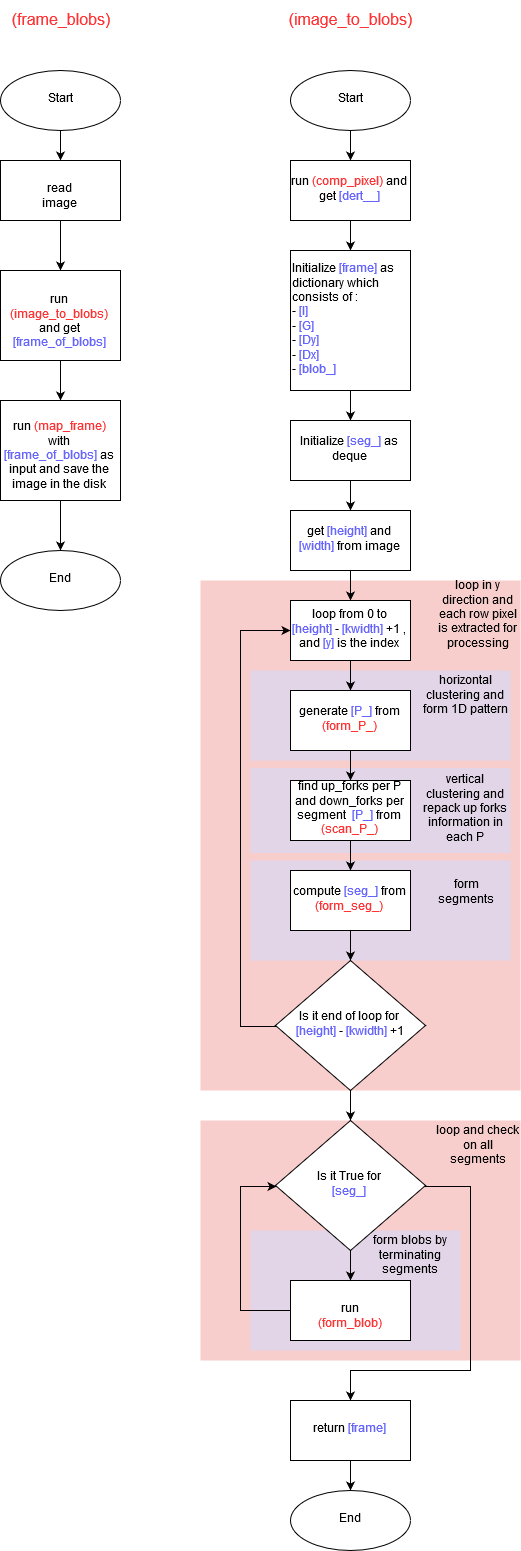 (frame_blobs)
Start
read
image
run
(image_to_blobs)
and get
[frame_of_blobs]
run (map_frame)
with
[frame_of_blobs] as
input and save the
image in the disk
End
(image_to_blobs)
Start
run (comp_pixel) and
get [dert__]
Initialize [frame] as
dictionary which
consists of :
- [I]
- [G]
- [Dy]
- [Dx]
- [blob_]
Initialize [seg_] as
deque
get [height] and
[width] from image
loop in y
direction and
each row pixel
is extracted for
processing
loop from 0 to
[height] - [kwidth] +1 ,
and [y] is the index
horizontal
clustering and
form 1D pattern
generate [P_] from
(form_P_)
vertical
clustering and
repack up forks
information in
each P
find up_forks per P
and down_forks per
segment [P_] from
(scan_P_)
form
segments
compute [seg_] from
(form_seg_)
Is it end of loop for
[height] - [kwidth] +1
loop and check
on all
segments
Is it True for
[seg_]
form blobs by
terminating
segments
run
(form_blob)
return [frame]
End